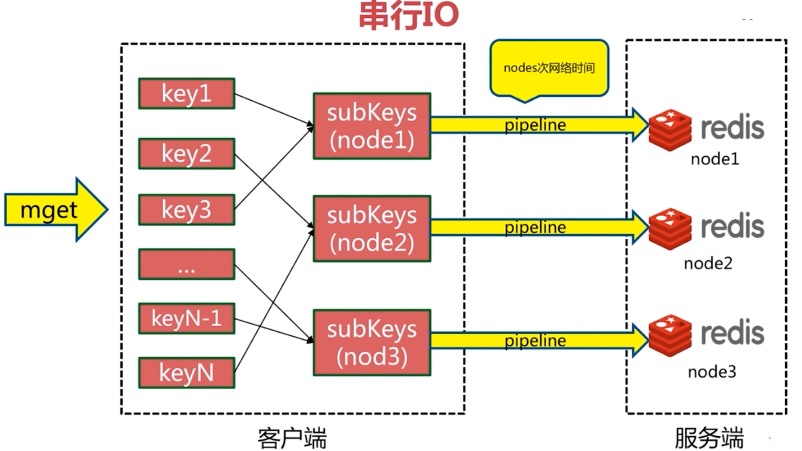 串行IO
nodes次网络时间
mget
key1
key2
key3
...
keyN-1
keyN
subKeys
(node1)
subKeys
(node2)
subKeys
(nod3)
pipeline
pipeline
pipeline
redis
node1
redis
node2
redis
node3
客户端
服务端